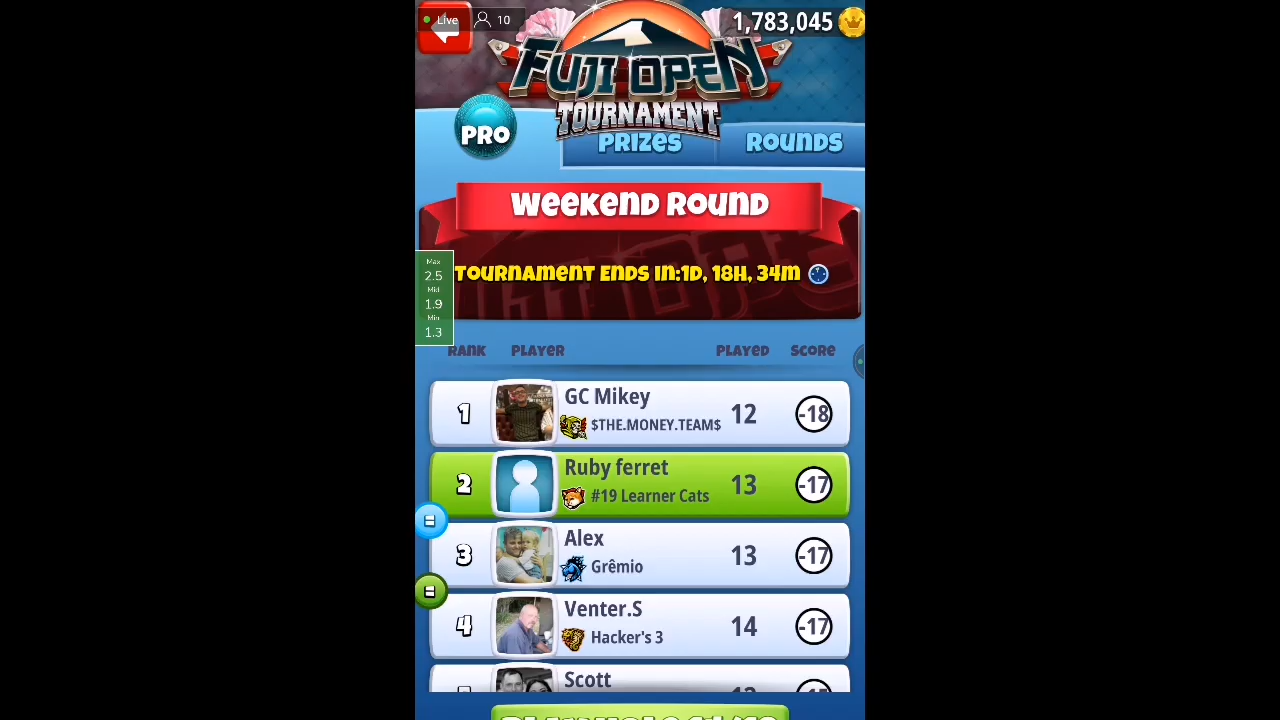 Live 10
1,783,045
FUJI OPEN
TOURNAMENT
PRO
PRIZES
ROUNDS
WEEKEND ROUND
TOURNAMENT ENDS IN:1D, 18H, 34M
Max
2.5
Mid
1.9
Min
1.3
RANK PLAYER PLAYED SCORE
1 GC Mikey 12 -18
$THE.MONEY.TEAM$
2 Ruby ferret 13 -17
#19 Learner Cats
3 Alex 13 -17
Grêmio
4 Venter.S 14 -17
Hacker's 3
Scott